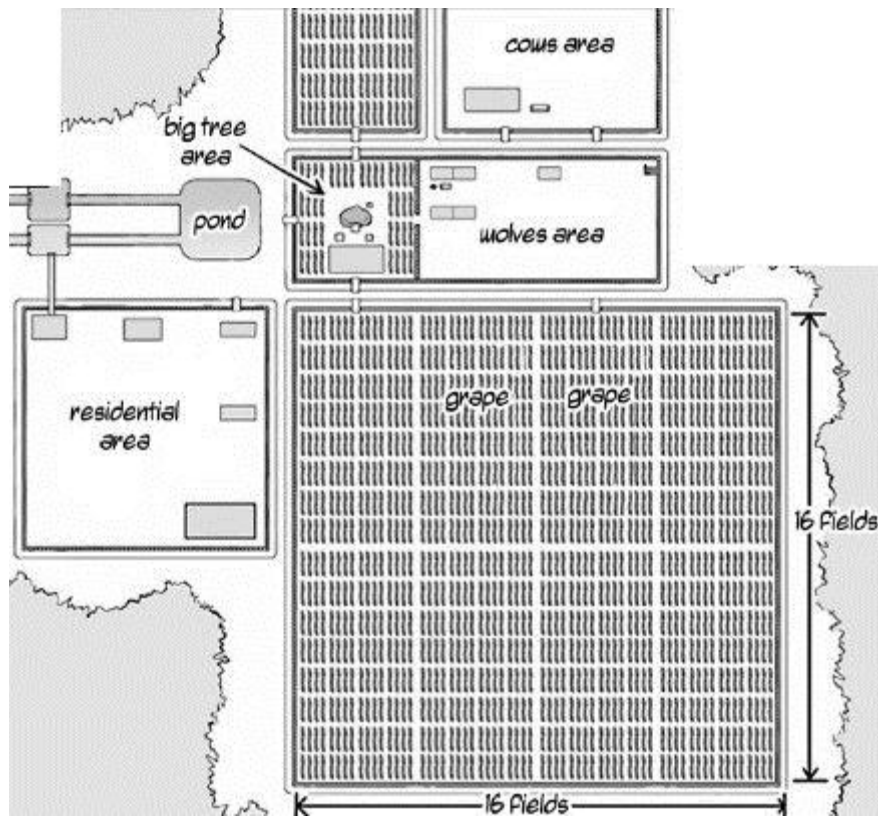 cows area
big tree
area
pond
wolves area
grape
grape
residential
area
16 fields
16 fields